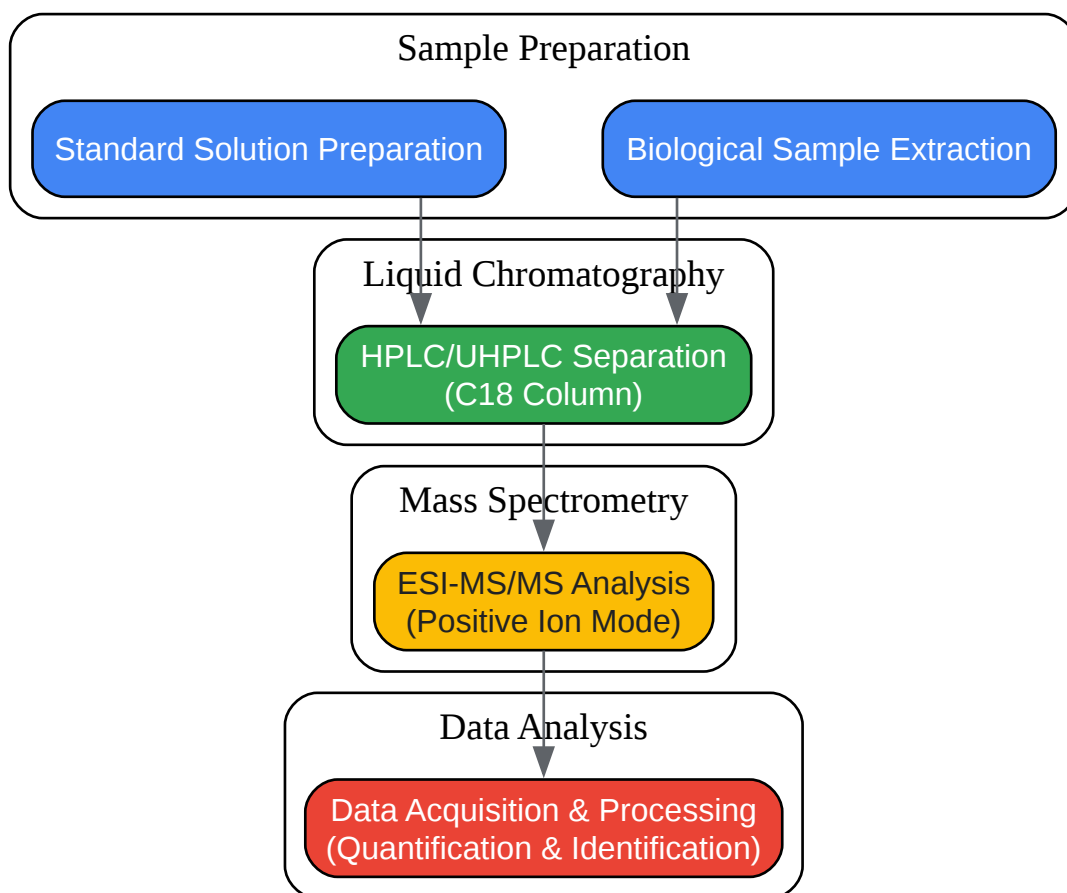 Sample Preparation
Standard Solution Preparation
Biological Sample Extraction
Liquid Chromatography
HPLC/UHPLC Separation
(C18 Column)
Mass Spectrometry
ESI-MS/MS Analysis
(Positive Ion Mode)
Data Analysis
Data Acquisition & Processing
(Quantification & Identification)